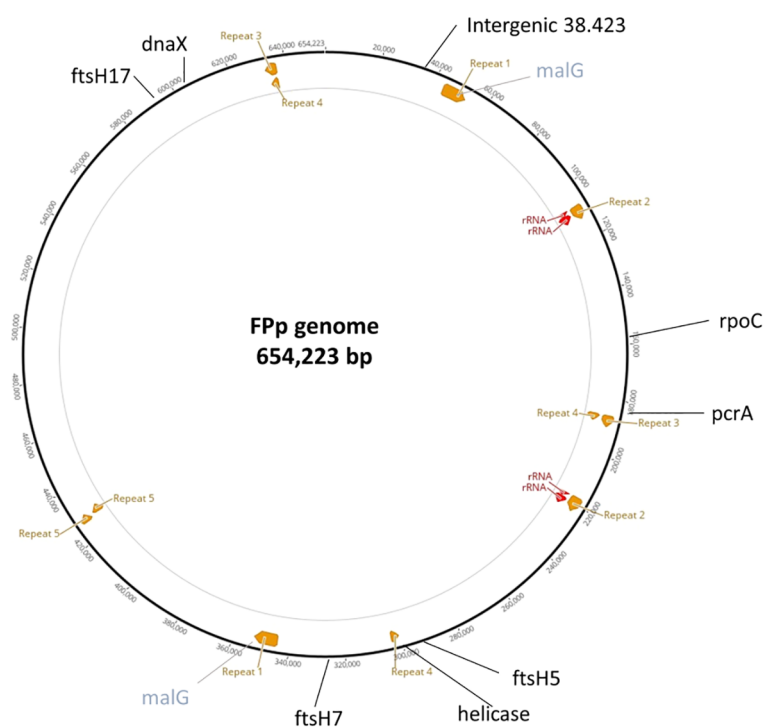 Intergenic 38.423
dnaX
Repeat 3
640,000
654,223
20,000
40,000
Repeat 1
malG
ftsH17
600,000
620,000
60,000
Repeat 4
580,000
80,000
560,000
100,000
Repeat 2
rRNA
rRNA
120,000
540,000
520,000
140,000
FPp genome
654,223 bp
rpoC
500,000
480,000
Repeat 4
pcrA
Repeat 3
460,000
200,000
rRNA
rRNA
440,000
Repeat 5
Repeat 2
220,000
Repeat 5
420,000
240,000
400,000
260,000
380,000
280,000
360,000
300,000
340,000
320,000
Repeat 1
Repeat 4
ftsH5
malG
ftsH7
helicase